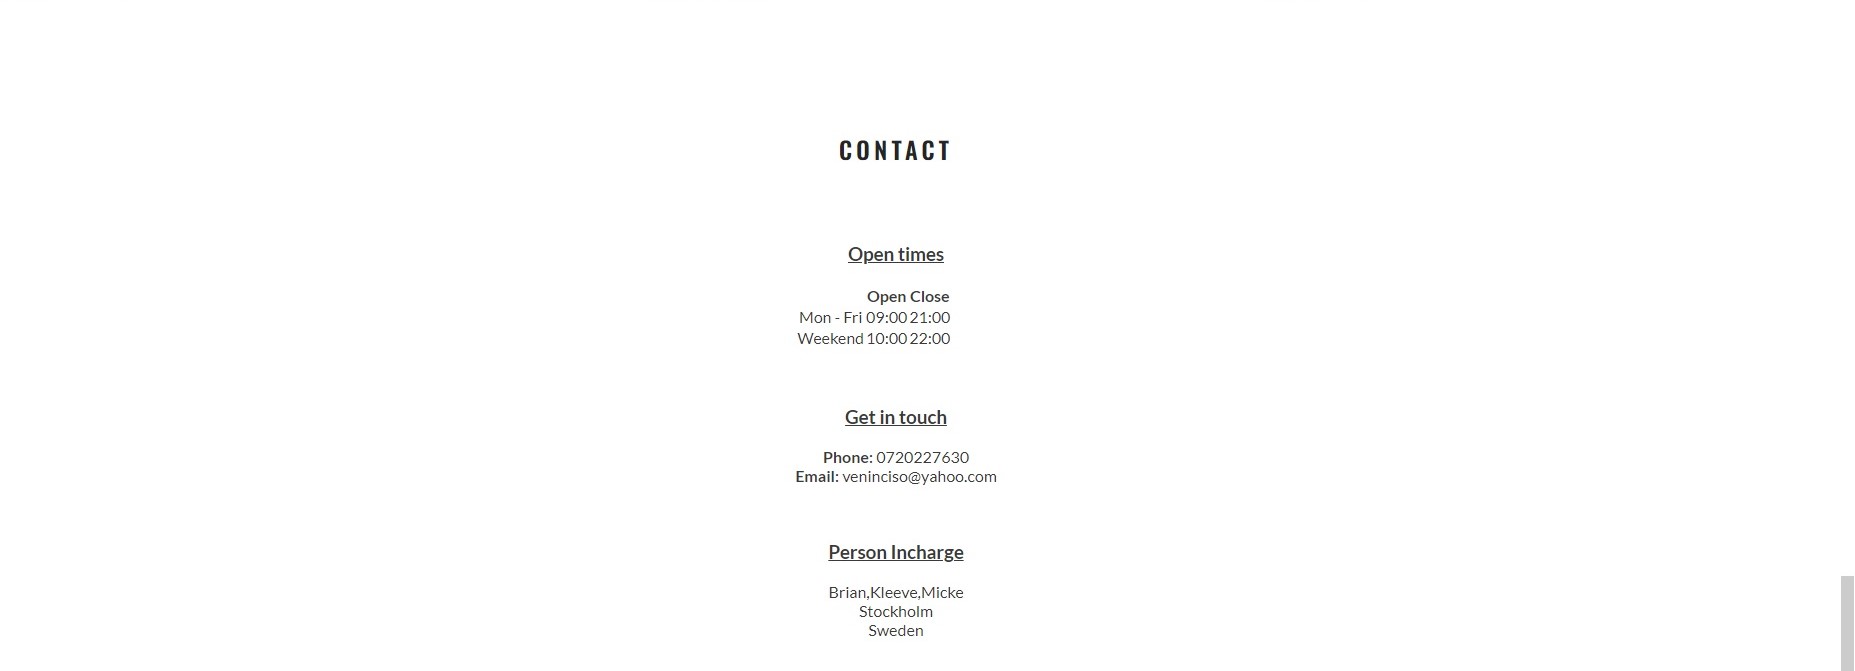 CONTACT
Open times
Open Close
Mon - Fri 09:00 21:00
Weekend 10:00 22:00
Get in touch
Phone: 0720227630
Email: veninciso@yahoo.com
Person Incharge
Brian,Kleeve,Micke
Stockholm
Sweden